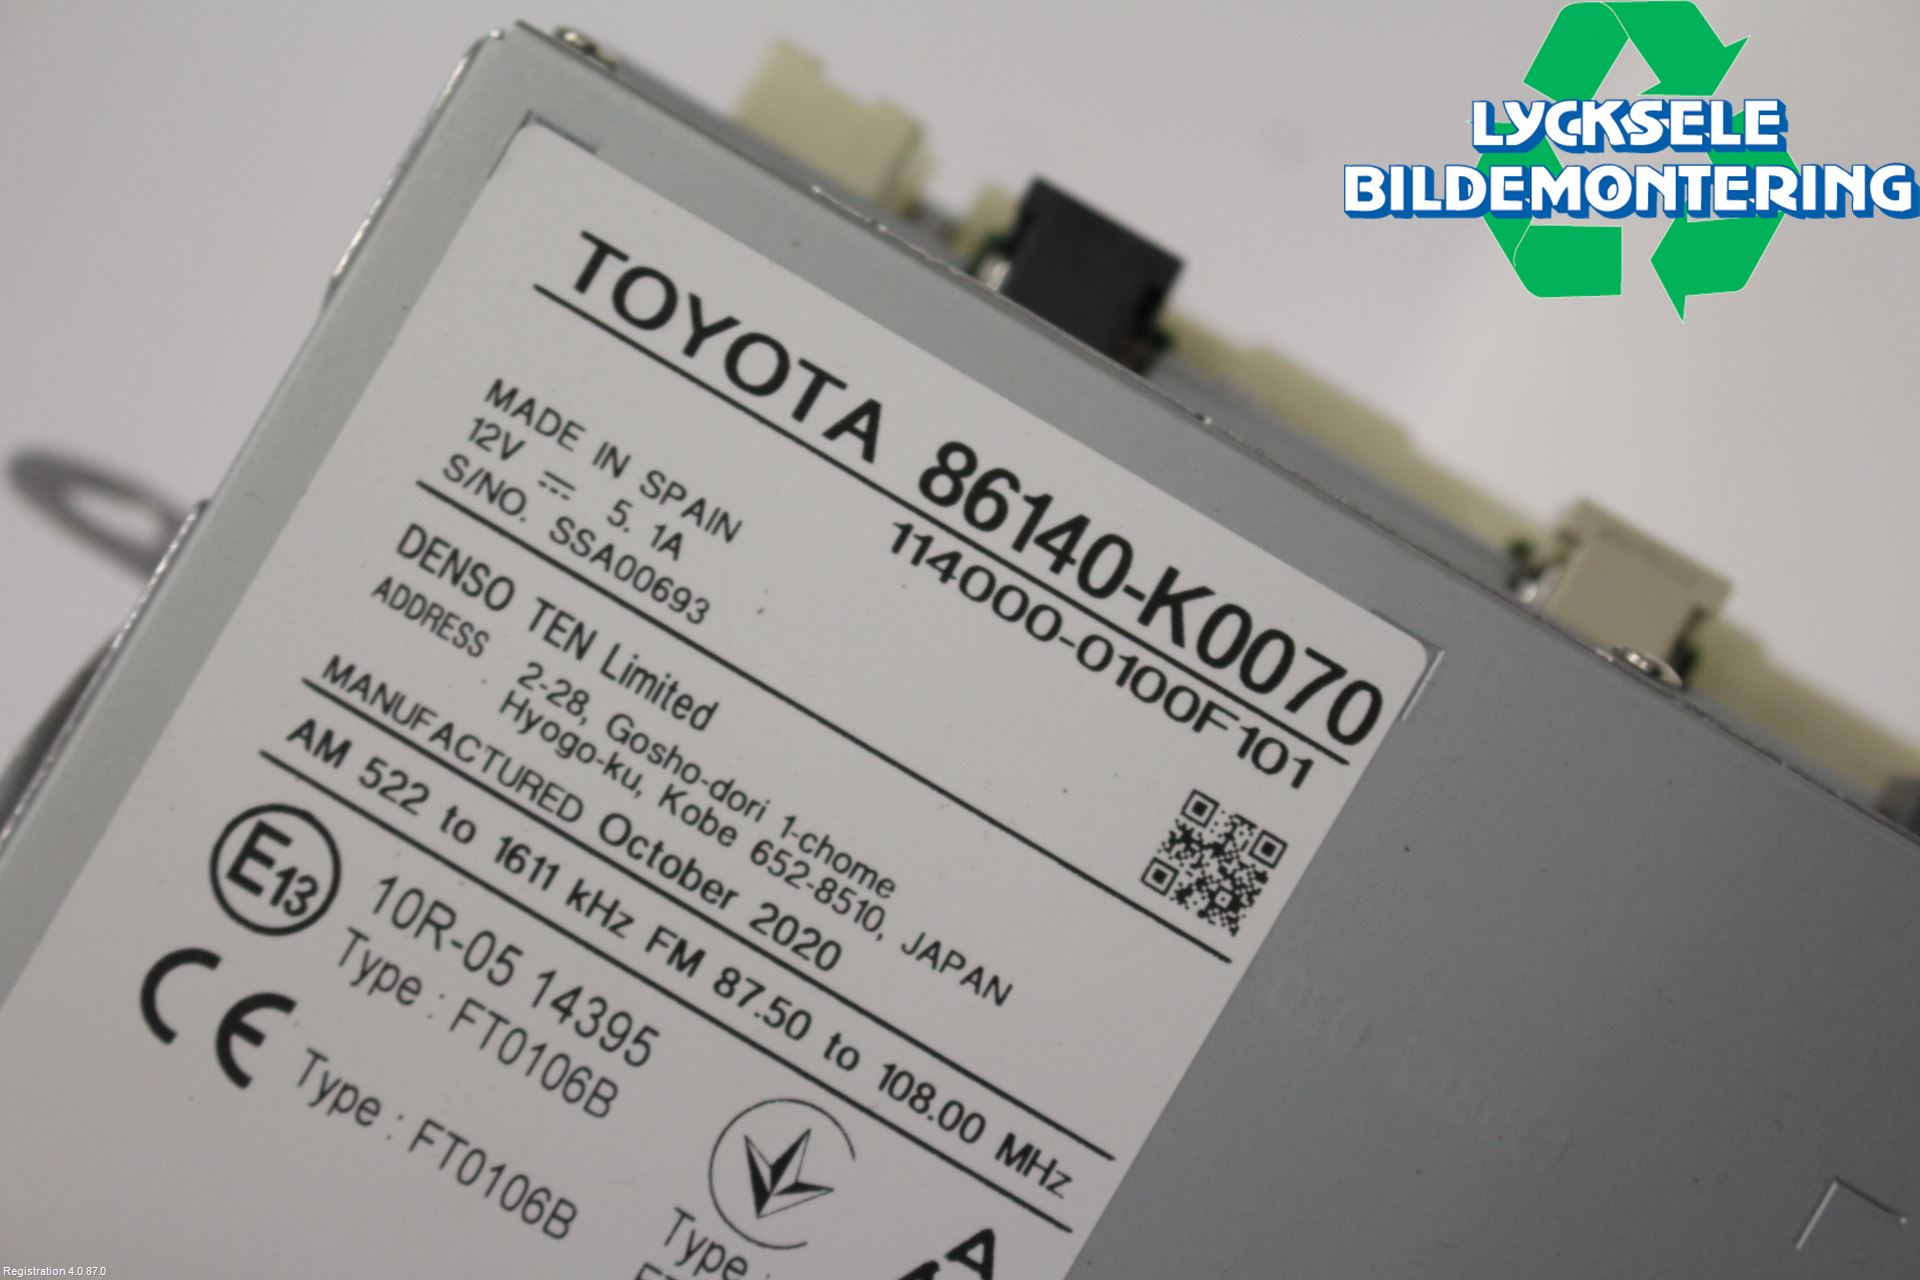 LYCKSELE
BILDEMONTERING
TOYOTA 86140-K0070
114000-0100F101
MADE IN SPAIN
12V 5.1A
S/NO. SSA00693
DENSO TEN Limited
ADDRESS 2-28, Gosho-dori 1-chome
Hyogo-ku, Kobe 652-8510, JAPAN
MANUFACTURED October 2020
AM 522 to 1611 kHz FM 87.50 to 108.00 MHz
E13 10R-05 14395
Type : FT0106B
CE Type : FT0106B
Type :
Registration 4.0.87.0